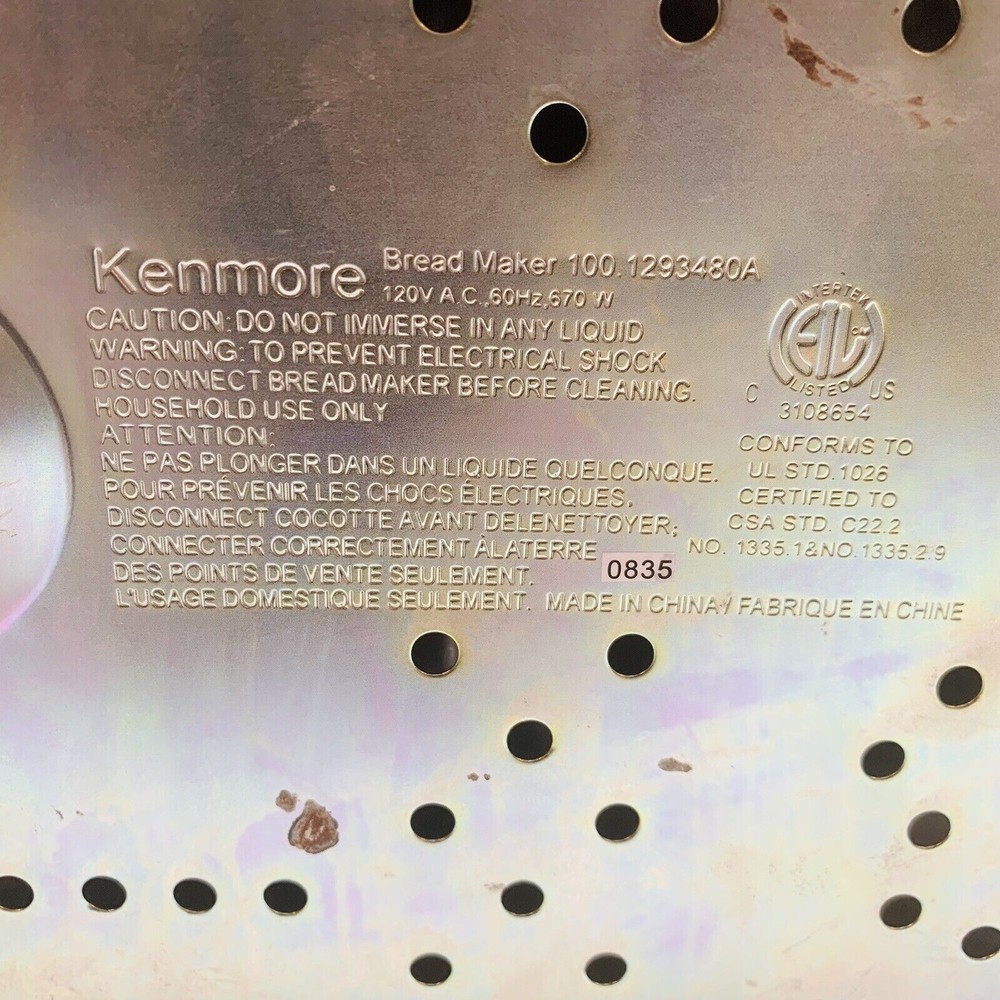 Kenmore Bread Maker 100.1293480A
120V A.C.,60Hz,670 W
CAUTION: DO NOT IMMERSE IN ANY LIQUID
WARNING: TO PREVENT ELECTRICAL SHOCK
DISCONNECT BREAD MAKER BEFORE CLEANING.
HOUSEHOLD USE ONLY
ATTENTION:
NE PAS PLONGER DANS UN LIQUIDE QUELCONQUE.
POUR PRÉVENIR LES CHOCS ÉLECTRIQUES,
DISCONNECT COCOTTE AVANT DELENETTOYER;
CONNECTER CORRECTEMENT ÀLATERRE
DES POINTS DE VENTE SEULEMENT.
0835
L'USAGE DOMESTIQUE SEULEMENT. MADE IN CHINA / FABRIQUE EN CHINE
INTERTEK
ETL CM
LISTED
C US
3108654
CONFORMS TO
UL STD.1026
CERTIFIED TO
CSA STD. C22.2
NO. 1335.1&NO.1335.2.9